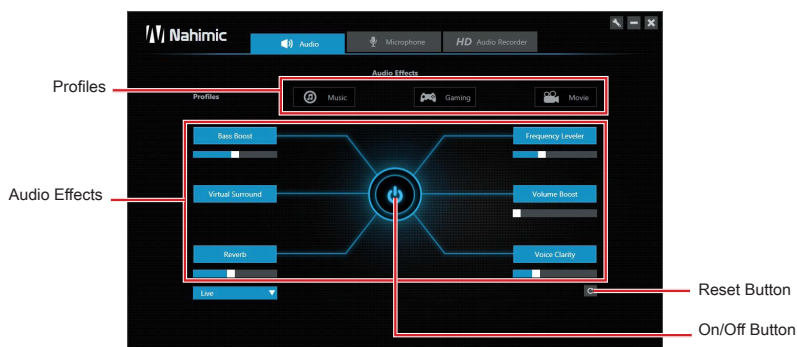 Nahimic
Audio
Microphone
HD Audio Recorder
Audio Effects
Profiles
Profiles
Music
Gaming
Movie
Bass Boost
Frequency Leveler
Audio Effects
Virtual Surround
Volume Boost
Reverb
Voice Clarity
Live
Reset Button
On/Off Button